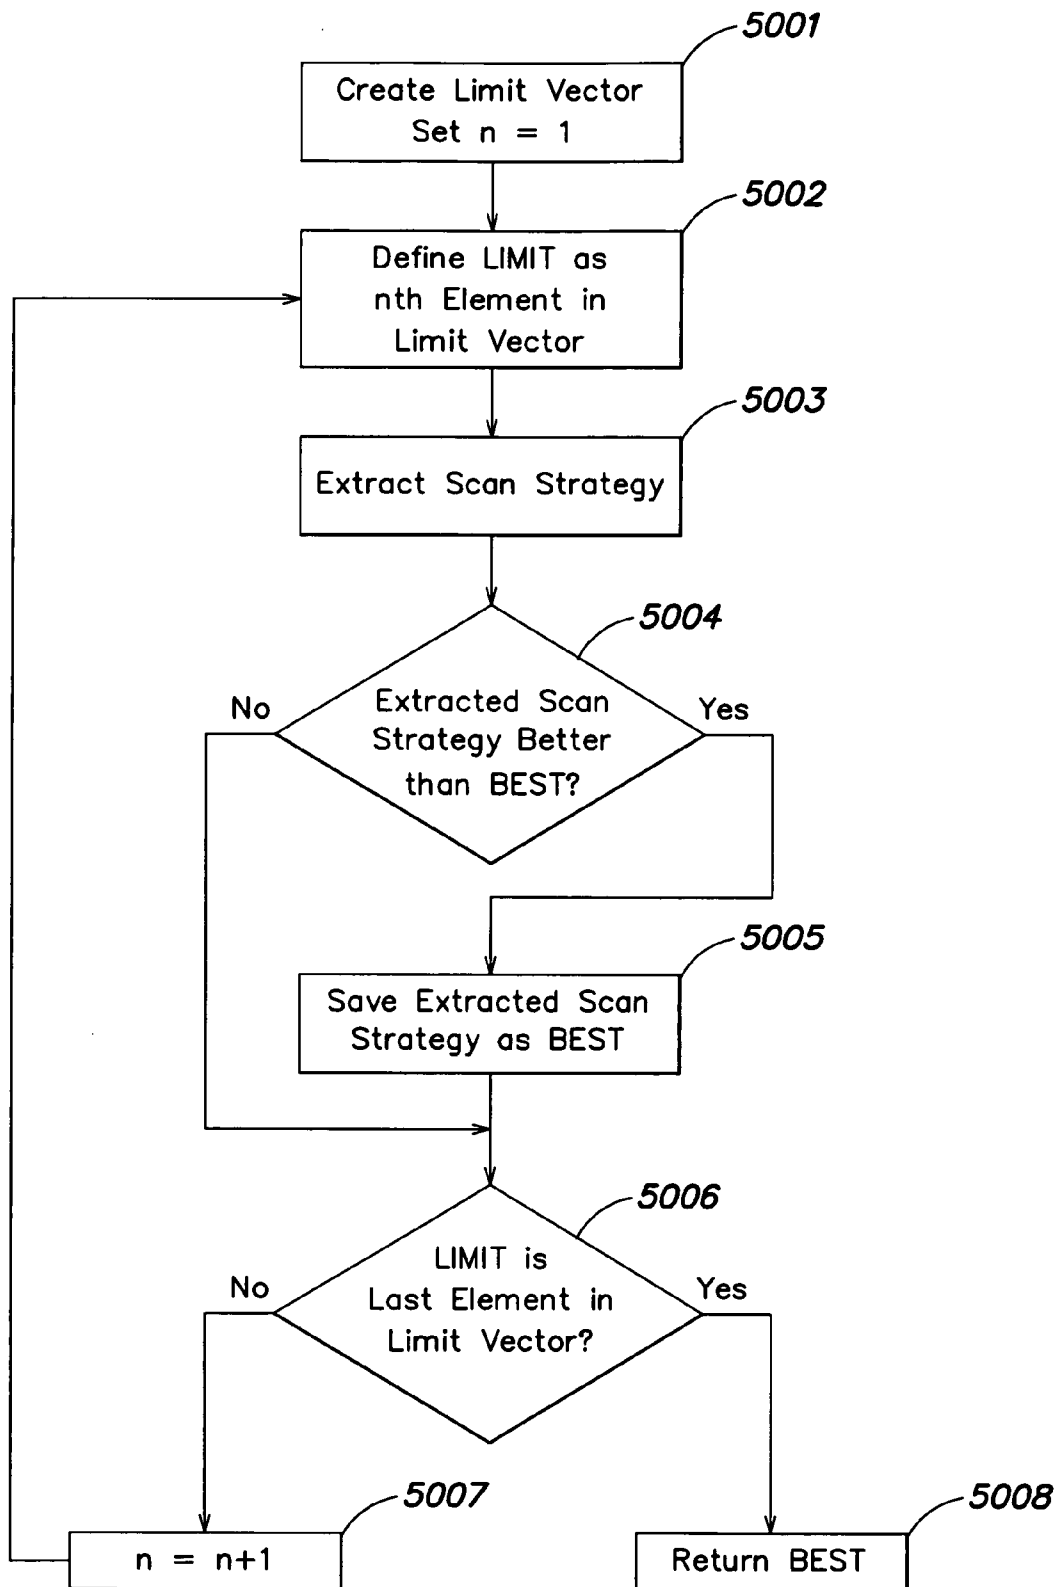 5001
Create Limit Vector
Set n = 1
5002
Define LIMIT as
nth Element in
Limit Vector
5003
Extract Scan Strategy
5004
Extracted Scan
Strategy Better
than BEST?
No
Yes
5005
Save Extracted Scan
Strategy as BEST
5006
LIMIT is
Last Element in
Limit Vector?
No
Yes
5007
n = n+1
5008
Return BEST